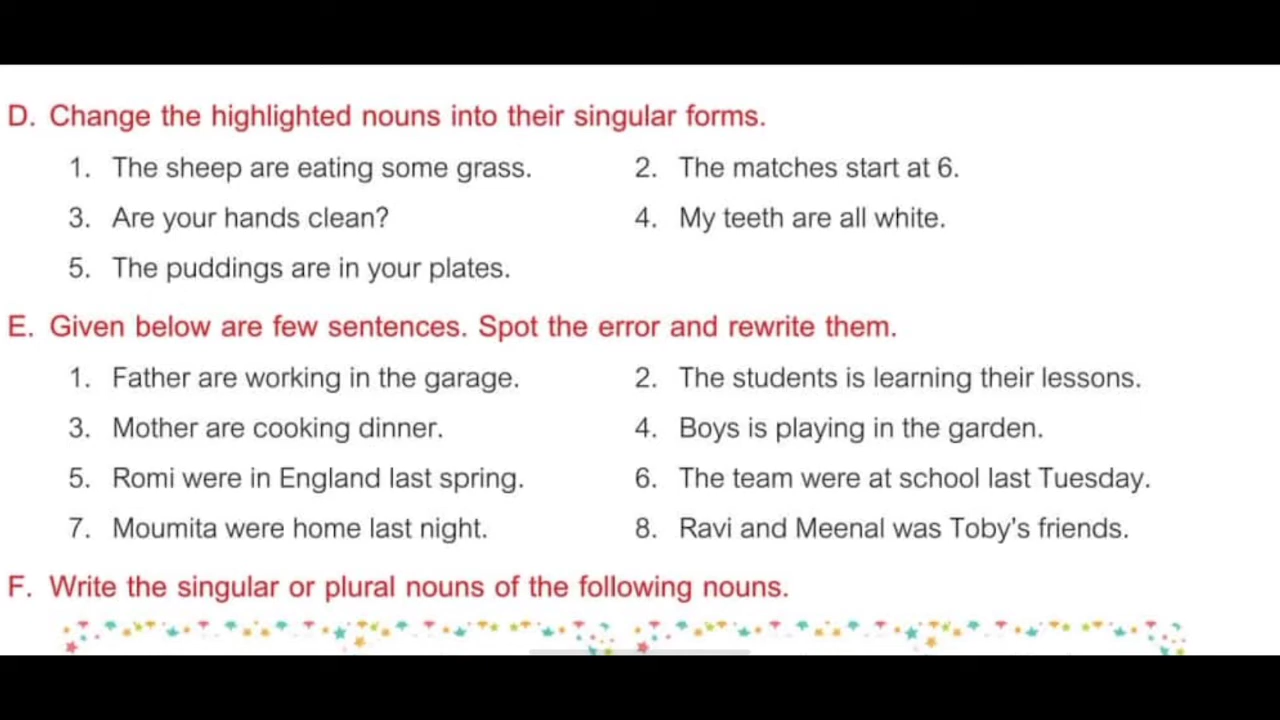 D. Change the highlighted nouns into their singular forms.
1. The sheep are eating some grass.
2. The matches start at 6.
3. Are your hands clean?
4. My teeth are all white.
5. The puddings are in your plates.
E. Given below are few sentences. Spot the error and rewrite them.
1. Father are working in the garage.
2. The students is learning their lessons.
3. Mother are cooking dinner.
4. Boys is playing in the garden.
5. Romi were in England last spring.
6. The team were at school last Tuesday.
7. Moumita were home last night.
8. Ravi and Meenal was Toby's friends.
F. Write the singular or plural nouns of the following nouns.